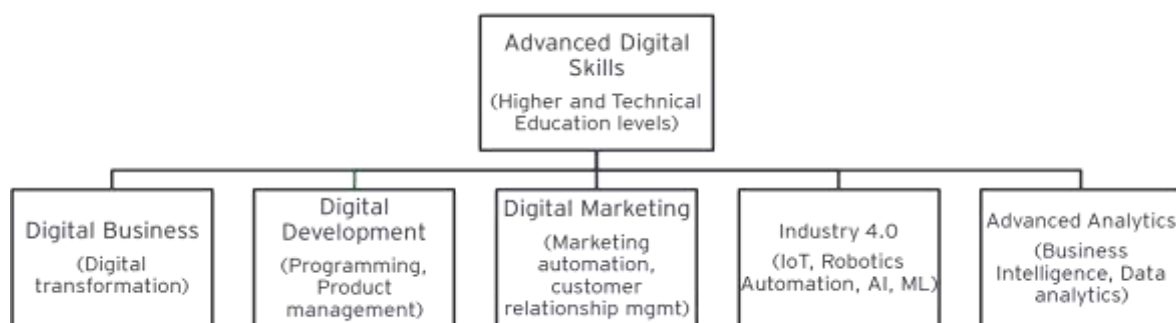 Advanced Digital
Skills
(Higher and Technical
Education levels)
Digital Business
(Digital
transformation)
Digital
Development
(Programming,
Product
management)
Digital Marketing
(Marketing
automation,
customer
relationship mgmt)
Industry 4.0
(IoT, Robotics
Automation, AI, ML)
Advanced Analytics
(Business
Intelligence, Data
analytics)